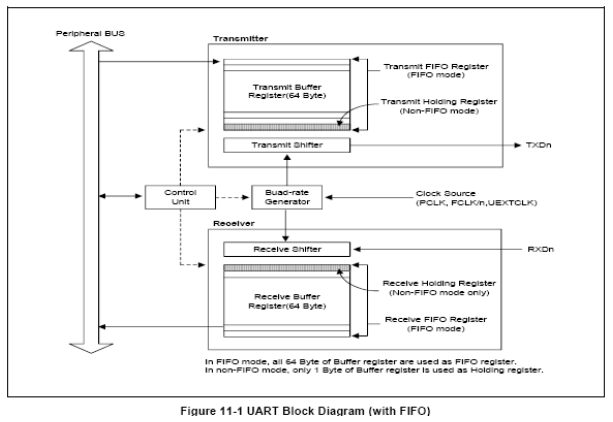 Peripheral BUS
Transmitter
Transmit Buffer
Register(64 Byte)
Transmit FIFO Register
(FIFO mode)
Transmit Holding Register
(Non-FIFO mode)
Transmit Shifter
TXDn
Control
Unit
Buad-rate
Generator
Clock Source
(PCLK, FCLK/n,UEXTCLK)
Receiver
Receive Shifter
RXDn
Receive Holding Register
(Non-FIFO mode only)
Receive Buffer
Register(64 Byte)
Receive FIFO Register
(FIFO mode)
In FIFO mode, all 64 Byte of Buffer register are used as FIFO register.
In non-FIFO mode, only 1 Byte of Buffer register is used as Holding register.
Figure 11-1 UART Block Diagram (with FIFO)